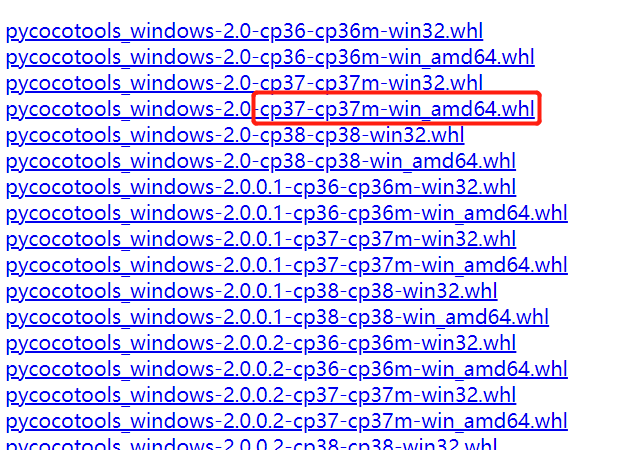 pycocotools_windows-2.0-cp36-cp36m-win32.whl
pycocotools_windows-2.0-cp36-cp36m-win_amd64.whl
pycocotools_windows-2.0-cp37-cp37m-win32.whl
pycocotools_windows-2.0-cp37-cp37m-win_amd64.whl
pycocotools_windows-2.0-cp38-cp38-win32.whl
pycocotools_windows-2.0-cp38-cp38-win_amd64.whl
pycocotools_windows-2.0.0.1-cp36-cp36m-win32.whl
pycocotools_windows-2.0.0.1-cp36-cp36m-win_amd64.whl
pycocotools_windows-2.0.0.1-cp37-cp37m-win32.whl
pycocotools_windows-2.0.0.1-cp37-cp37m-win_amd64.whl
pycocotools_windows-2.0.0.1-cp38-cp38-win32.whl
pycocotools_windows-2.0.0.1-cp38-cp38-win_amd64.whl
pycocotools_windows-2.0.0.2-cp36-cp36m-win32.whl
pycocotools_windows-2.0.0.2-cp36-cp36m-win_amd64.whl
pycocotools_windows-2.0.0.2-cp37-cp37m-win32.whl
pycocotools_windows-2.0.0.2-cp37-cp37m-win_amd64.whl
pycocotools_windows-2.0.0.2-cp38-cp38-win32.whl